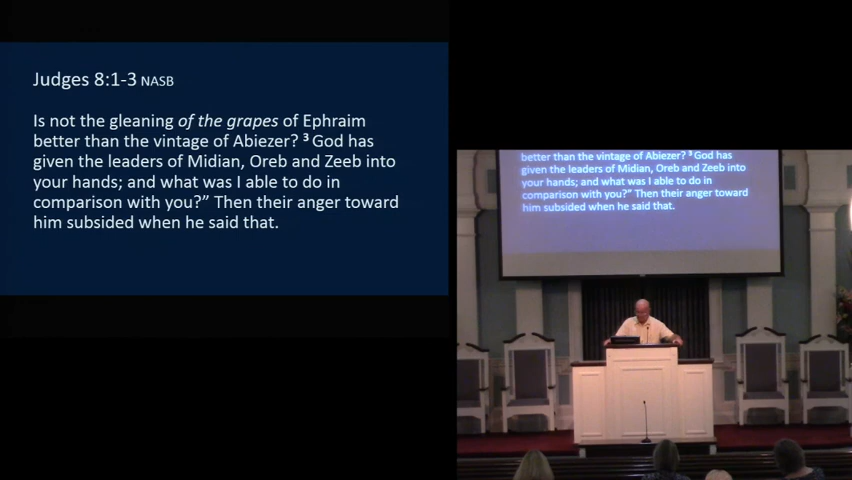 Judges 8:1-3 NASB
Is not the gleaning of the grapes of Ephraim
better than the vintage of Abiezer? ³ God has
given the leaders of Midian, Oreb and Zeeb into
your hands; and what was I able to do in
comparison with you?” Then their anger toward
him subsided when he said that.
better than the vintage of Abiezer? ³ God has
given the leaders of Midian, Oreb and Zeeb into
your hands; and what was I able to do in
comparison with you?” Then their anger toward
him subsided when he said that.